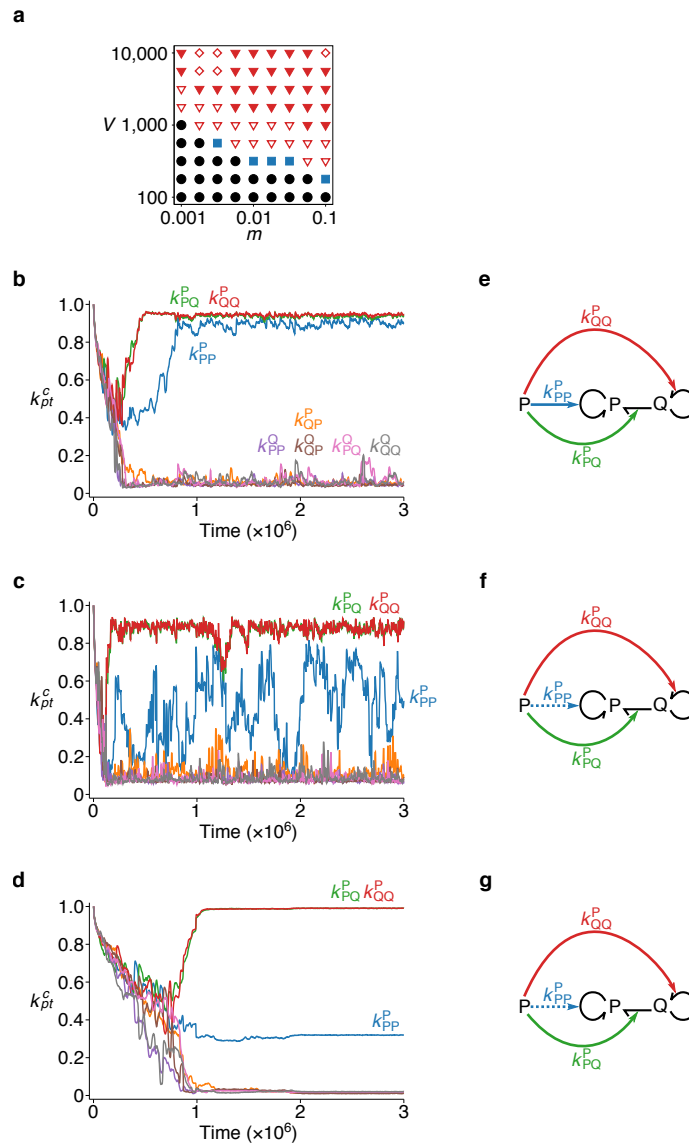 a
10,000
V 1,000
100
0.001 0.01 0.1
m
b
k^P_PQ k^P_QQ
1.0
0.8
k^P_PP
0.6
k^c_pt
0.4
k^P_QP
k^Q_PP k^Q_QP k^Q_PQ k^Q_QQ
0.2
0
0 1 2 3
Time (×10^6)
e
k^P_QQ
P k^P_PP P Q
k^P_PQ
c
k^P_PQ k^P_QQ
1.0
0.8
0.6
k^c_pt
k^P_PP
0.4
0.2
0
0 1 2 3
Time (×10^6)
f
k^P_QQ
P k^P_PP P Q
k^P_PQ
d
k^P_PQ k^P_QQ
1.0
0.8
0.6
k^c_pt
k^P_PP
0.4
0.2
0
0 1 2 3
Time (×10^6)
g
k^P_QQ
P k^P_PP P Q
k^P_PQ